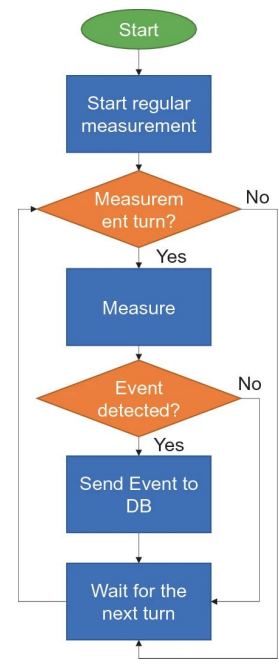 Start
Start regular
measurement
Measurem
ent turn?
No
Yes
Measure
Event
detected?
No
Yes
Send Event to
DB
Wait for the
next turn